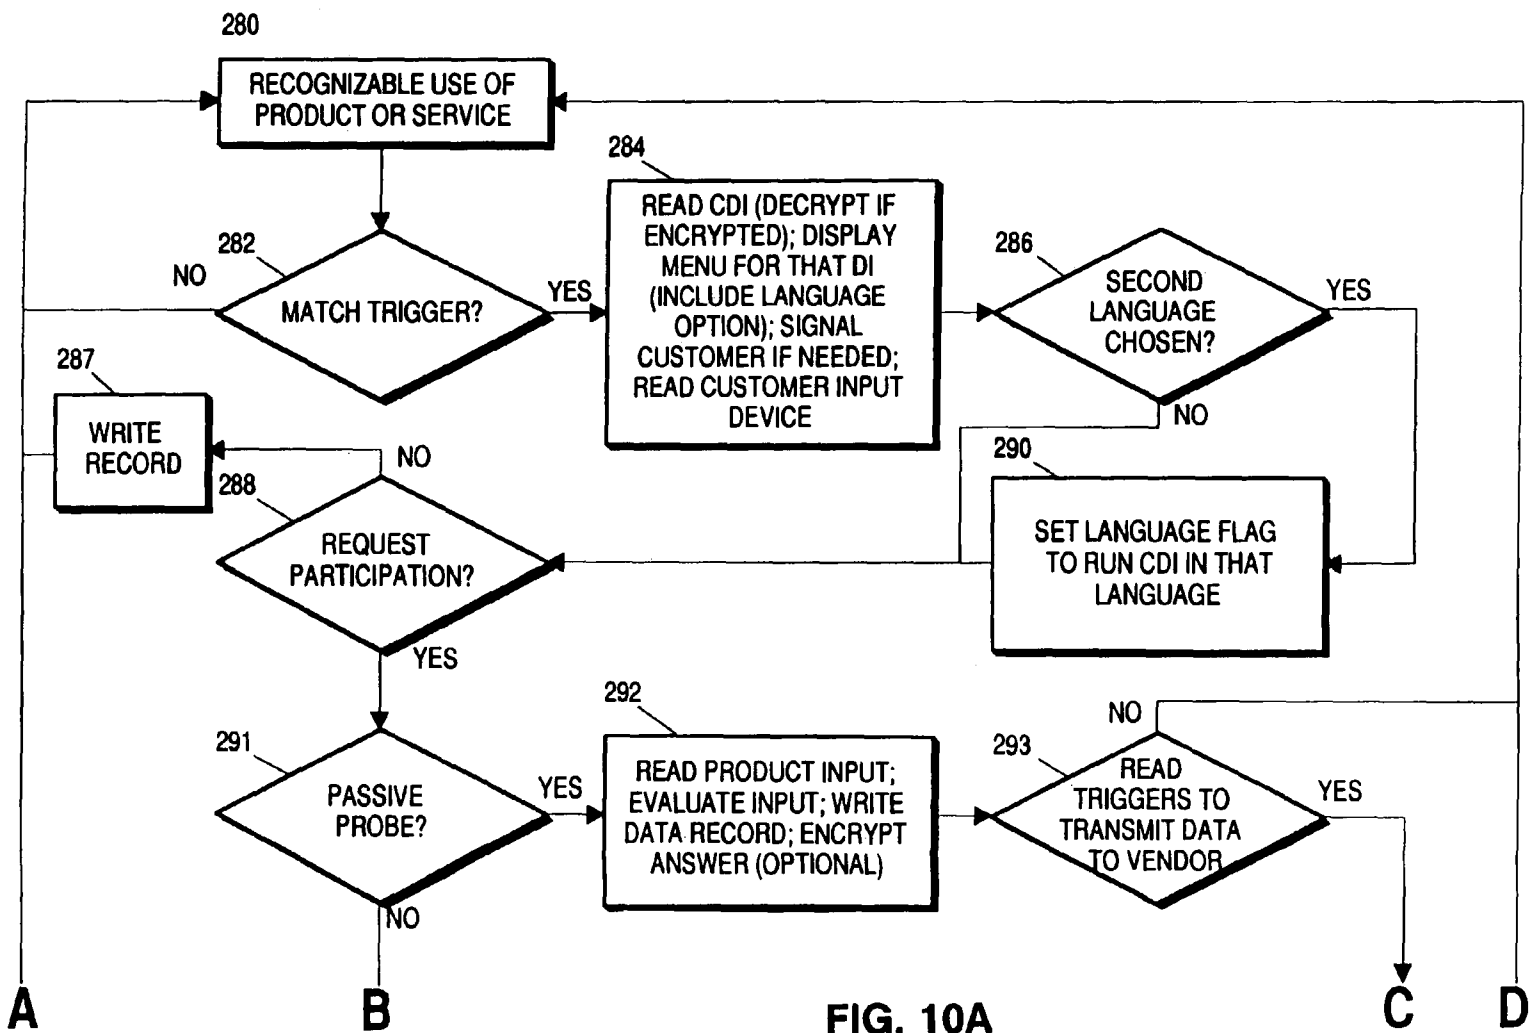 280
RECOGNIZABLE USE OF
PRODUCT OR SERVICE
282
NO
MATCH TRIGGER?
YES
284
READ CDI (DECRYPT IF
ENCRYPTED); DISPLAY
MENU FOR THAT DI
(INCLUDE LANGUAGE
OPTION); SIGNAL
CUSTOMER IF NEEDED;
READ CUSTOMER INPUT
DEVICE
286
SECOND
LANGUAGE
CHOSEN?
YES
NO
287
WRITE
RECORD
NO
288
REQUEST
PARTICIPATION?
YES
290
SET LANGUAGE FLAG
TO RUN CDI IN THAT
LANGUAGE
291
PASSIVE
PROBE?
YES
NO
292
READ PRODUCT INPUT;
EVALUATE INPUT; WRITE
DATA RECORD; ENCRYPT
ANSWER (OPTIONAL)
NO
293
READ
TRIGGERS TO
TRANSMIT DATA
TO VENDOR
YES
A
B
C
D
FIG. 10A